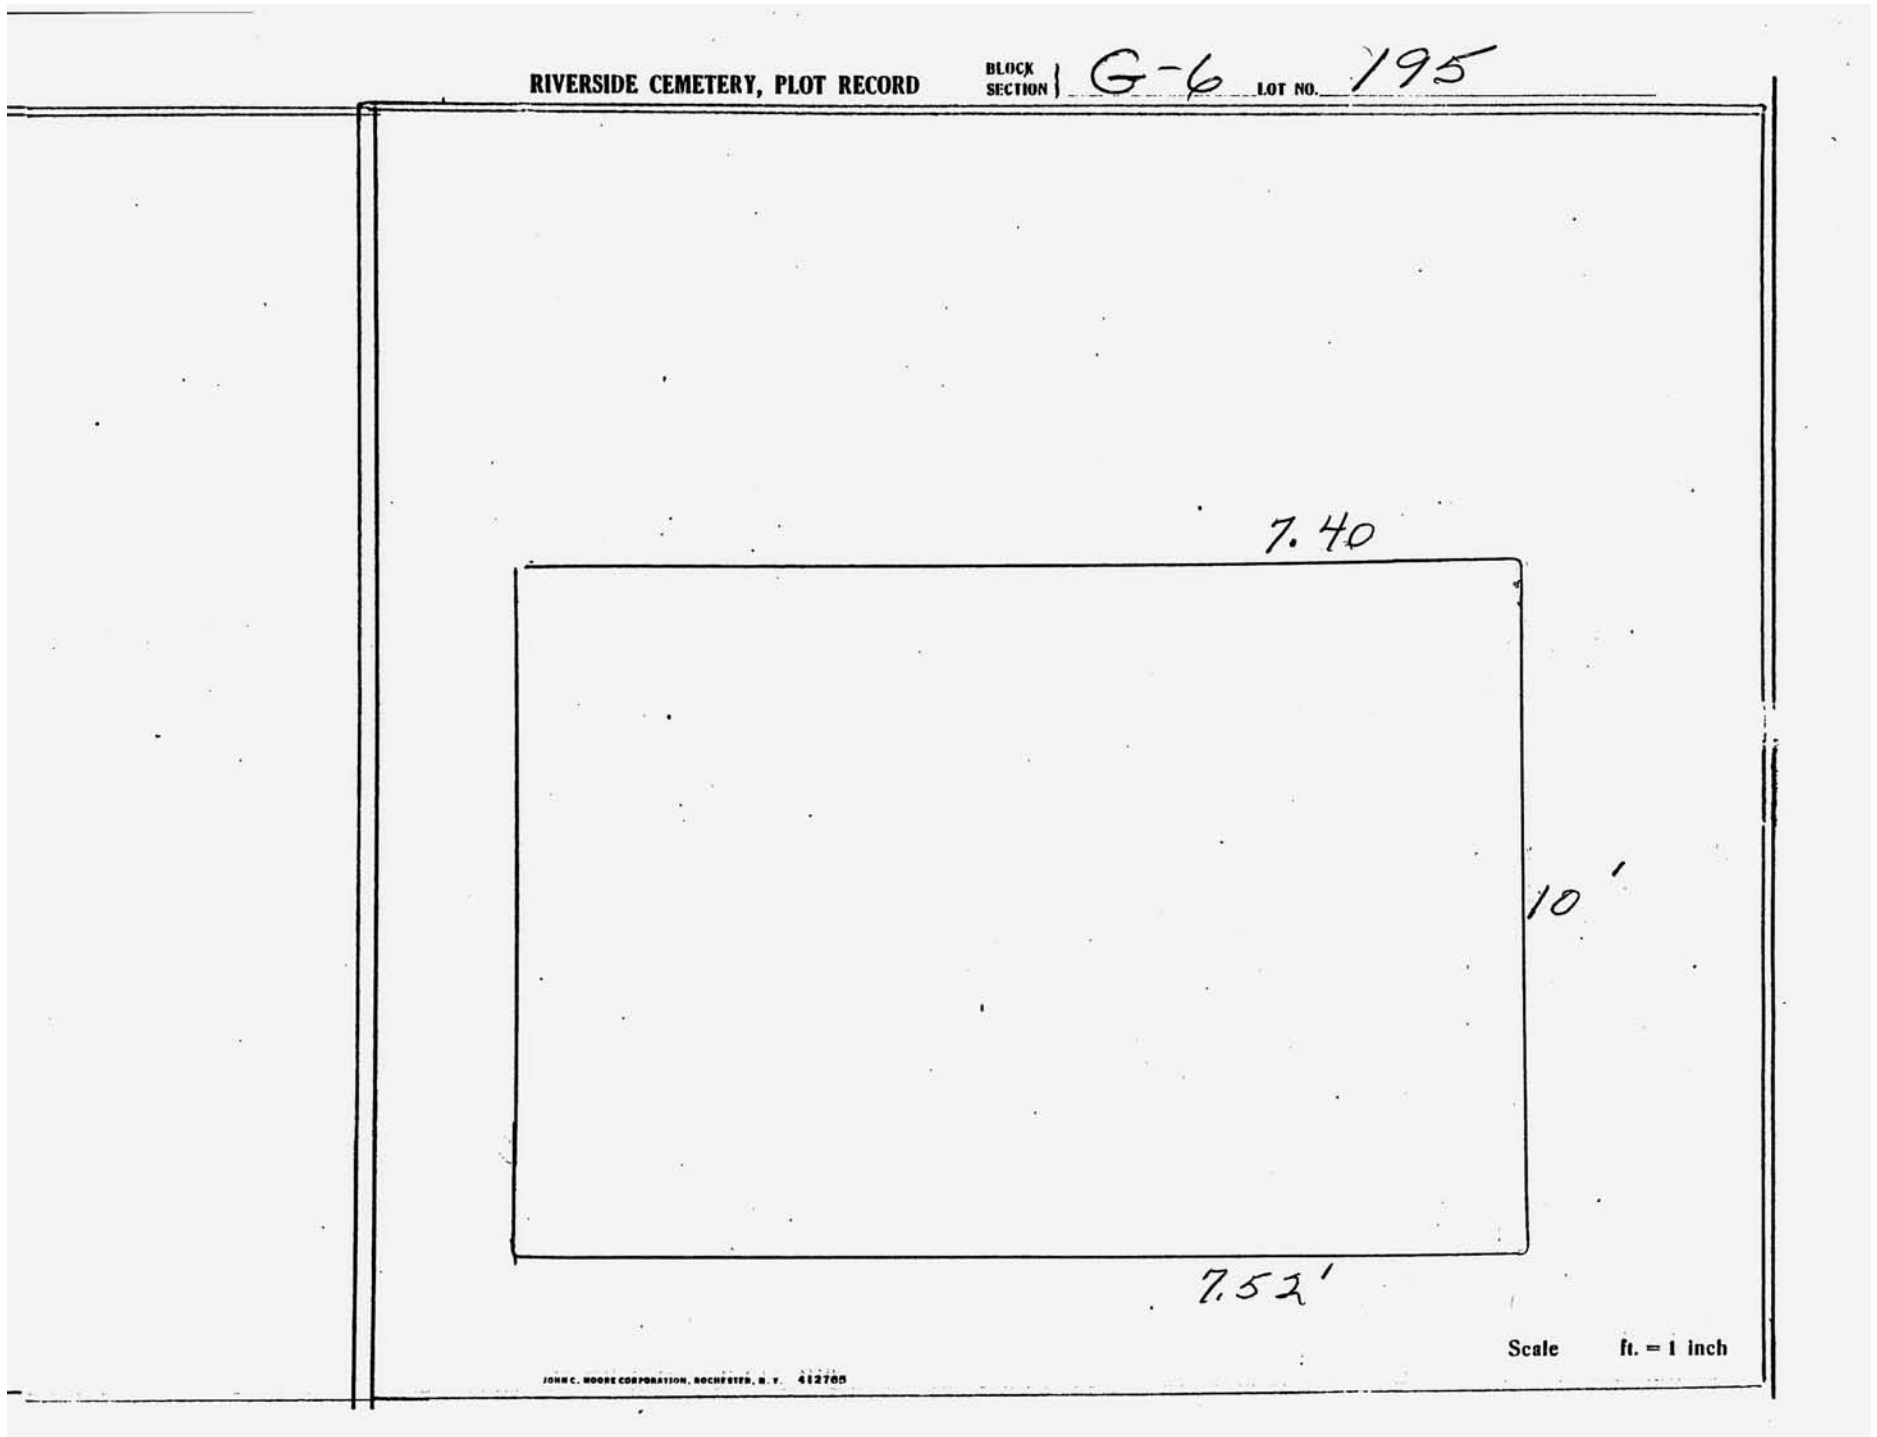 RIVERSIDE CEMETERY, PLOT RECORD BLOCK SECTION G-6 LOT NO. 195
7.40
10'
7.52'
Scale ft. = 1 inch
JOHN C. MOORE CORPORATION, ROCHESTER, N. Y. 412765